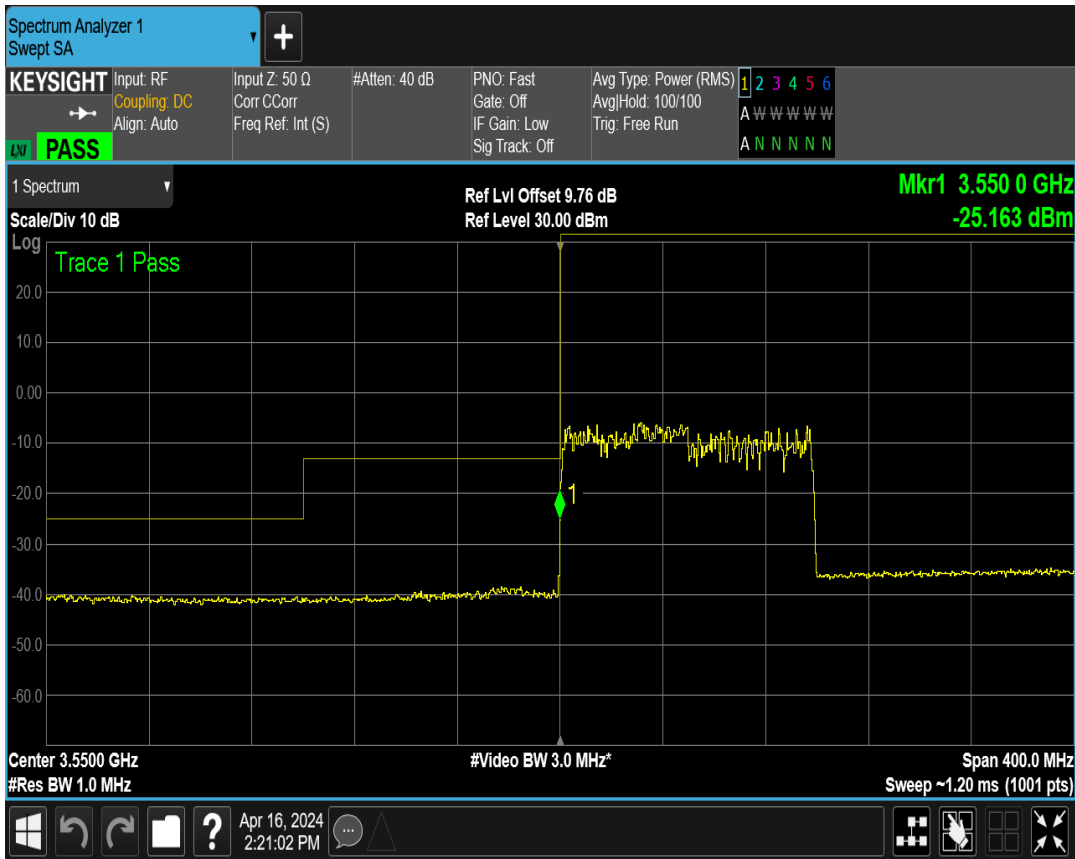 Spectrum Analyzer 1
Swept SA
+
KEYSIGHT
LXI PASS
Input: RF
Coupling: DC
Align: Auto
Input Z: 50 Ω
Corr CCorr
Freq Ref: Int (S)
#Atten: 40 dB
PNO: Fast
Gate: Off
IF Gain: Low
Sig Track: Off
Avg Type: Power (RMS)
Avg|Hold: 100/100
Trig: Free Run
1 2 3 4 5 6
A W W W W W
A N N N N N
1 Spectrum
Scale/Div 10 dB
Ref Lvl Offset 9.76 dB
Ref Level 30.00 dBm
Mkr1 3.550 0 GHz
-25.163 dBm
Log
Trace 1 Pass
20.0
10.0
0.00
-10.0
1
-20.0
-30.0
-40.0
-50.0
-60.0
Center 3.5500 GHz
#Video BW 3.0 MHz*
Span 400.0 MHz
#Res BW 1.0 MHz
Sweep ~1.20 ms (1001 pts)
?
Apr 16, 2024
2:21:02 PM